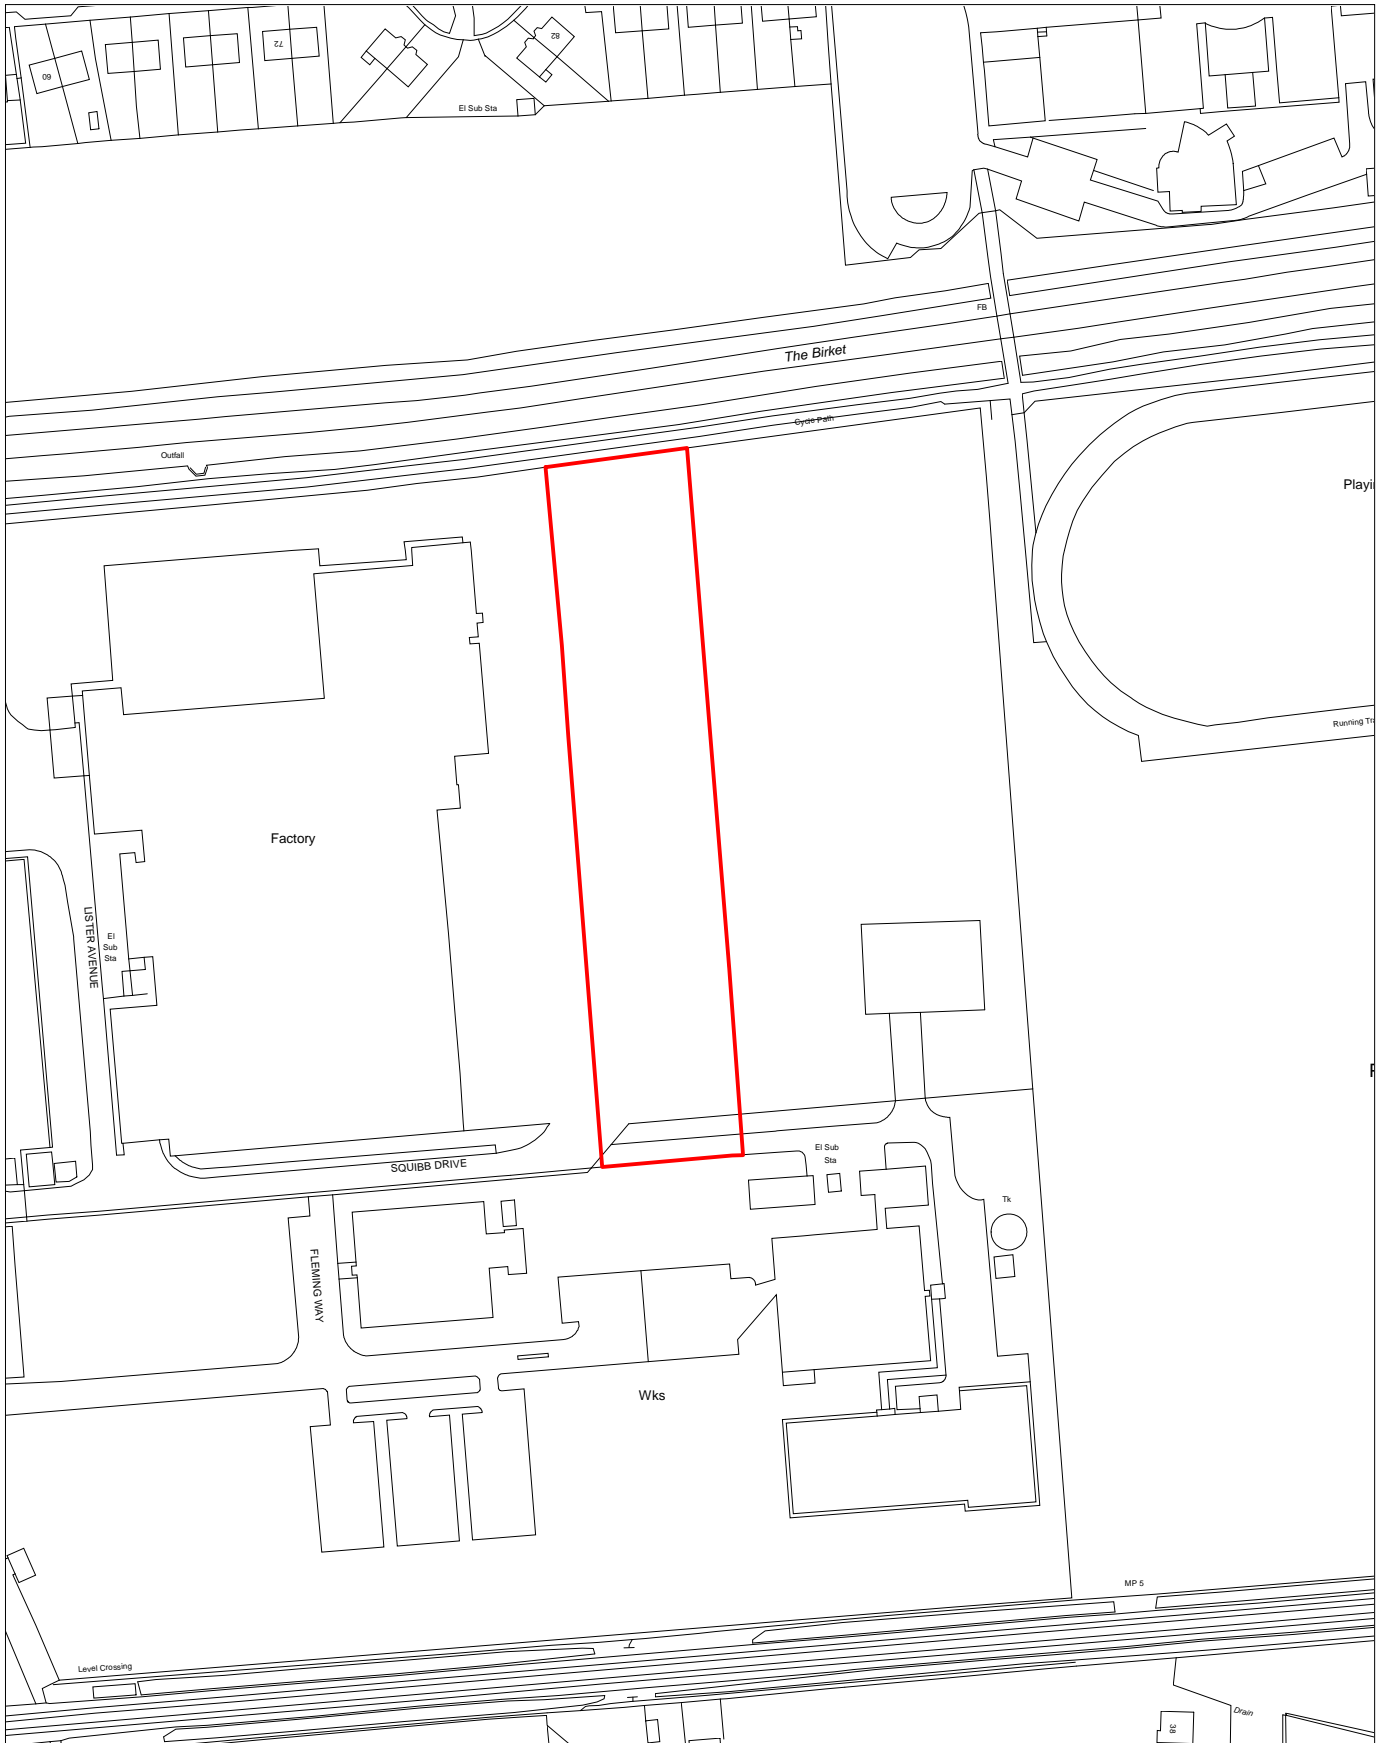 60
72
82
El Sub Sta
FB
The Birket
Cycle Path
Outfall
Playi
Running Tr
Factory
LISTER AVENUE
El
Sub
Sta
SQUIBB DRIVE
El Sub
Sta
Tk
FLEMING WAY
Wks
MP 5
Level Crossing
Drain
38